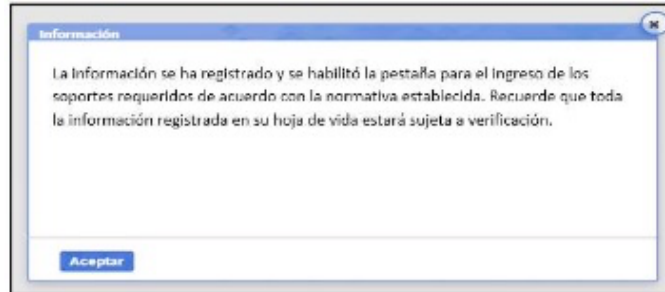 Información
La información se ha registrado y se habilitó la pestaña para el ingreso de los
soportes requeridos de acuerdo con la normativa establecida. Recuerde que toda
la información registrada en su hoja de vida estará sujeta a verificación.
Aceptar